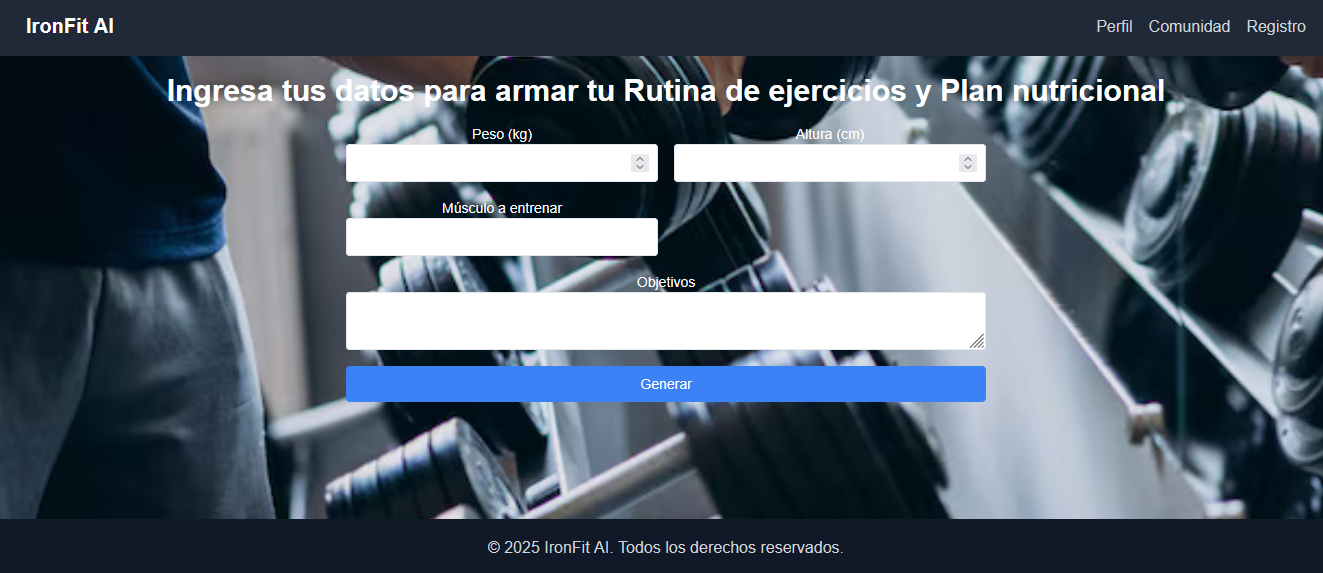 IronFit AI
Perfil Comunidad Registro
Ingresa tus datos para armar tu Rutina de ejercicios y Plan nutricional
Peso (kg)
Altura (cm)
Músculo a entrenar
Objetivos
Generar
© 2025 IronFit AI. Todos los derechos reservados.